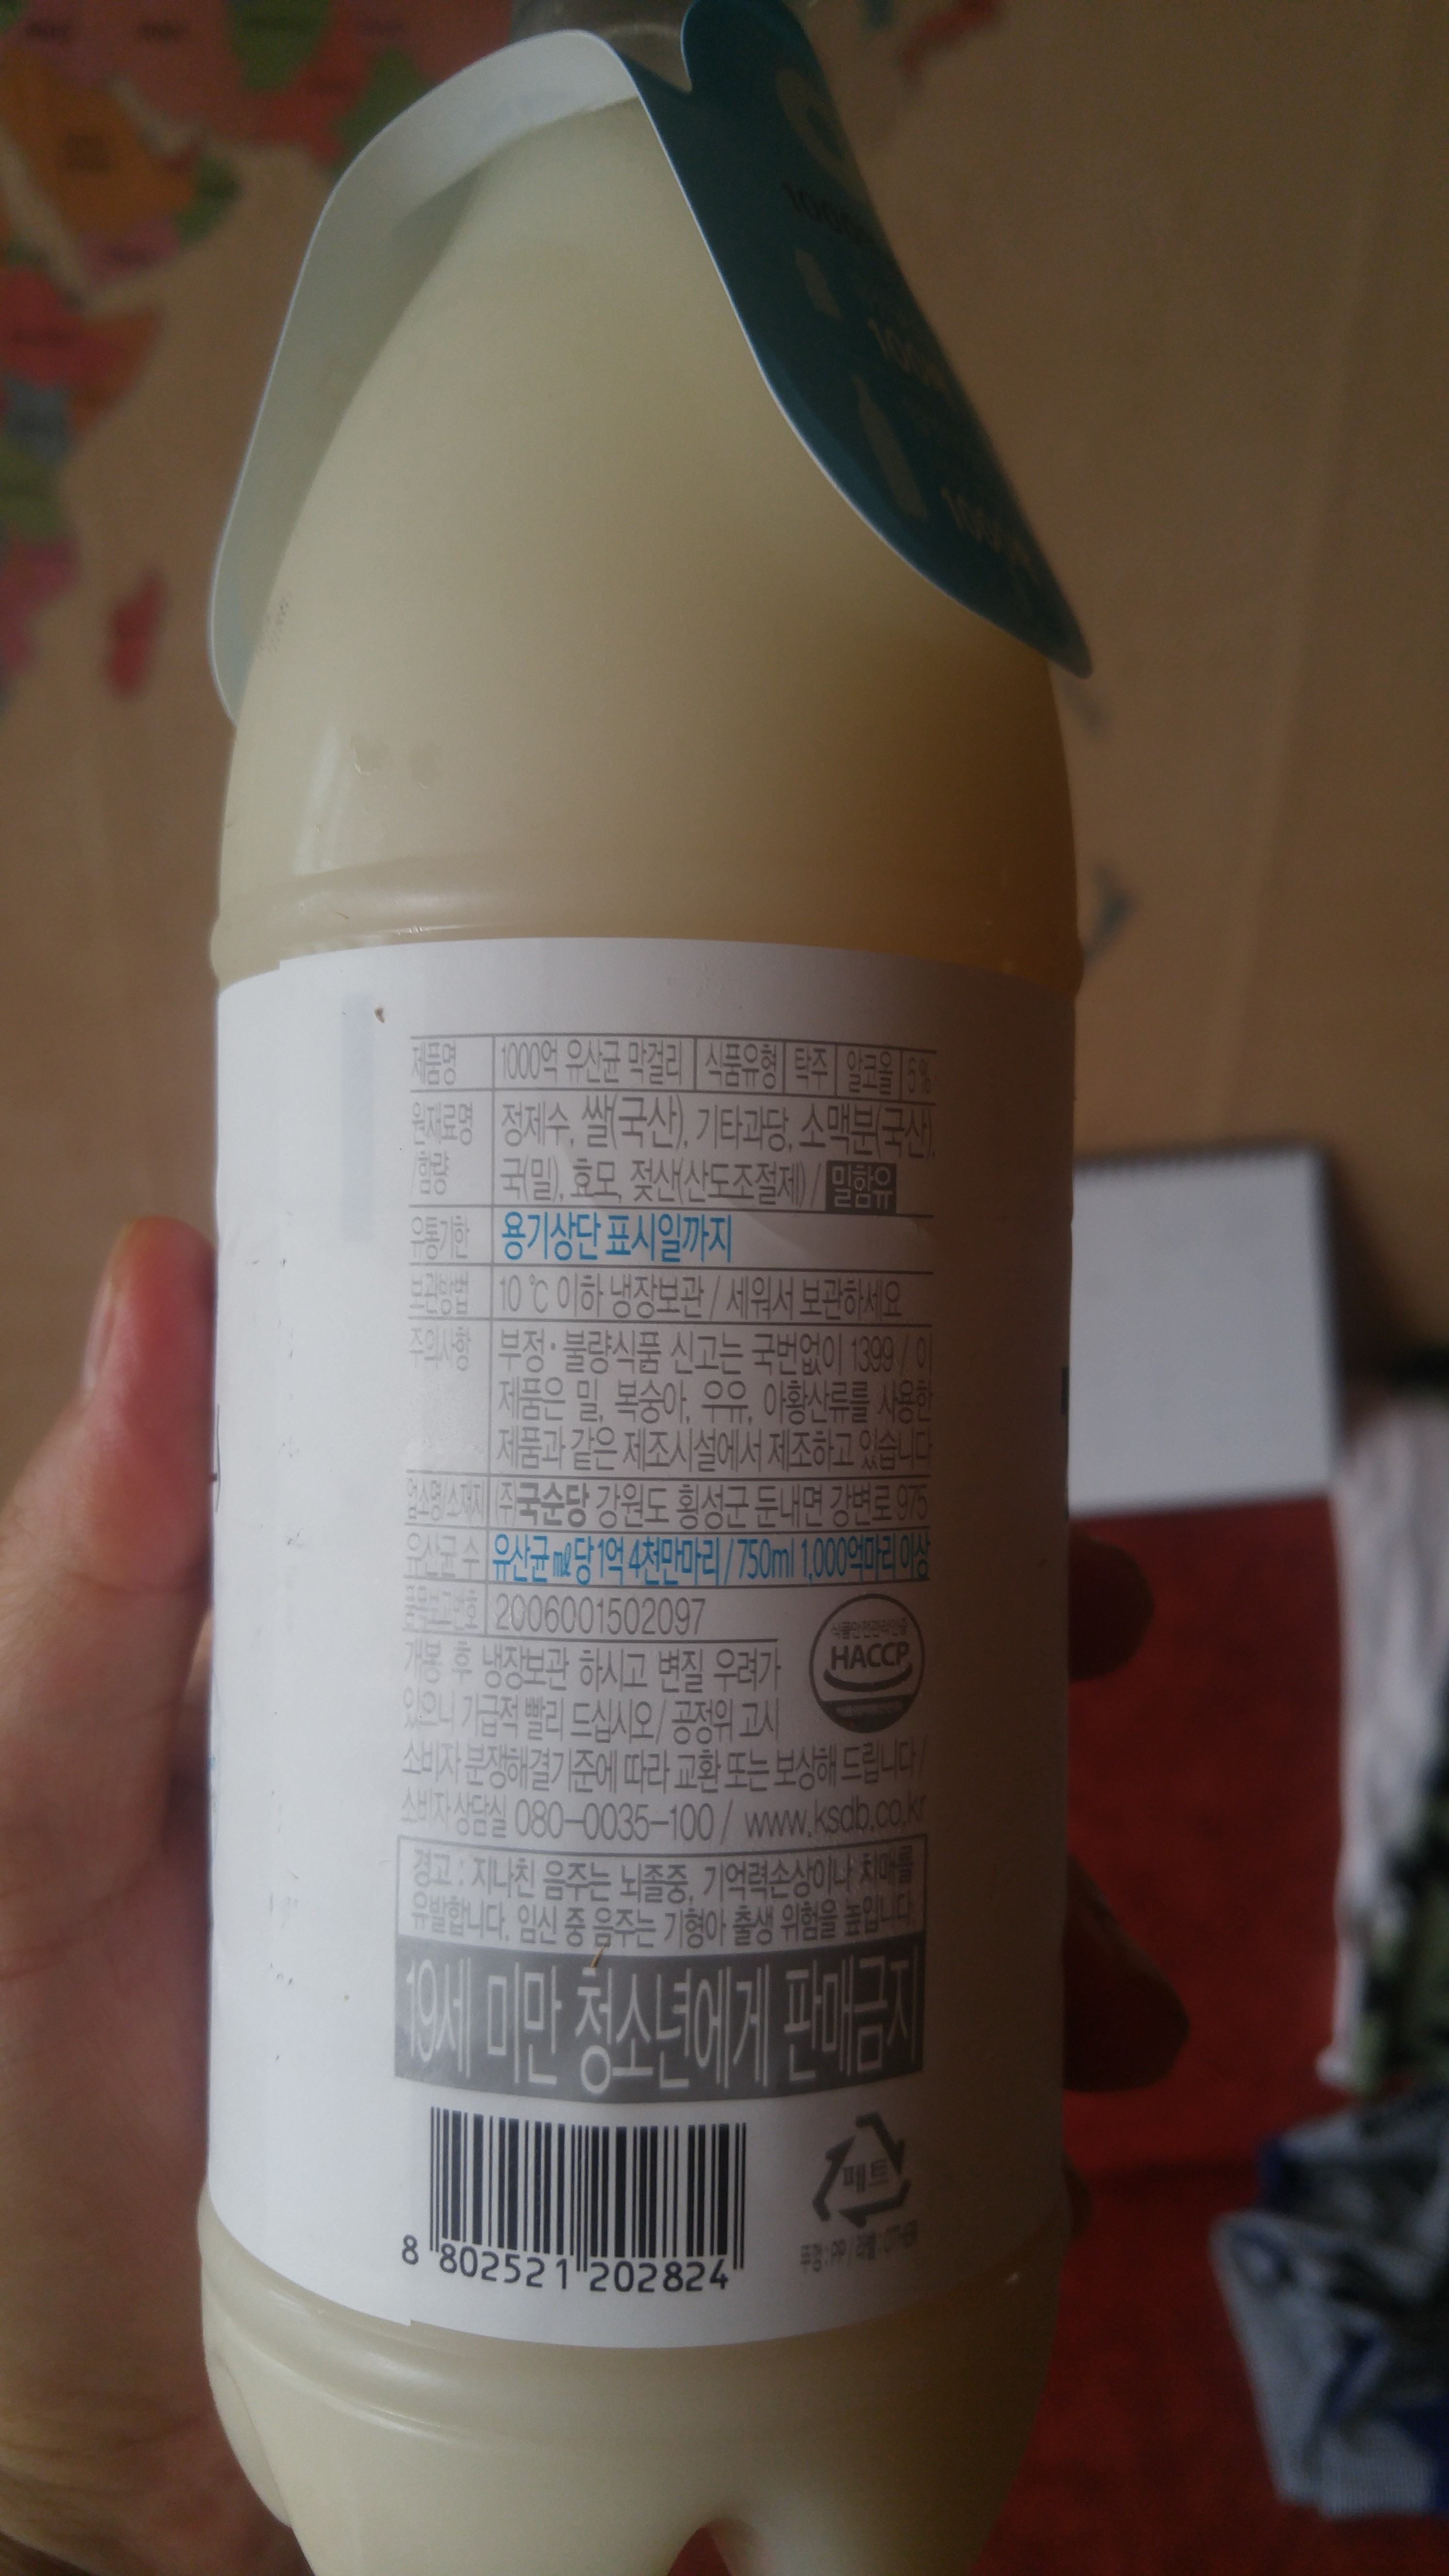 제품명 1000억 유산균 막걸리 식품유형 탁주 알코올 6%
원재료명 정제수, 쌀(국산), 기타과당, 소맥분(국산),
/함량 국(밀), 효모, 젖산(산도조절제) / 밀함유
유통기한 용기상단 표시일까지
보관방법 10 ℃ 이하 냉장보관 / 세워서 보관하세요
주의사항 부정·불량식품 신고는 국번없이 1399 / 이
제품은 밀, 복숭아, 우유, 아황산류를 사용한
제품과 같은 제조시설에서 제조하고 있습니다
업소명/소재지 (주)국순당 강원도 횡성군 둔내면 강변로 975
유산균 수 유산균 ㎖당 1억 4천만마리 / 750ml 1,000억마리 이상
품목보고번호 2006001502097
식품안전관리인증
HACCP
개봉 후 냉장보관 하시고 변질 우려가
있으니 가급적 빨리 드십시오 / 공정위 고시
소비자 분쟁해결기준에 따라 교환 또는 보상해 드립니다 /
소비자 상담실 080-0035-100 / www.ksdb.co.kr
경고 : 지나친 음주는 뇌졸중, 기억력손상이나 치매를
유발합니다. 임신 중 음주는 기형아 출생 위험을 높입니다.
19세 미만 청소년에게 판매금지
8 802521 202824
페트